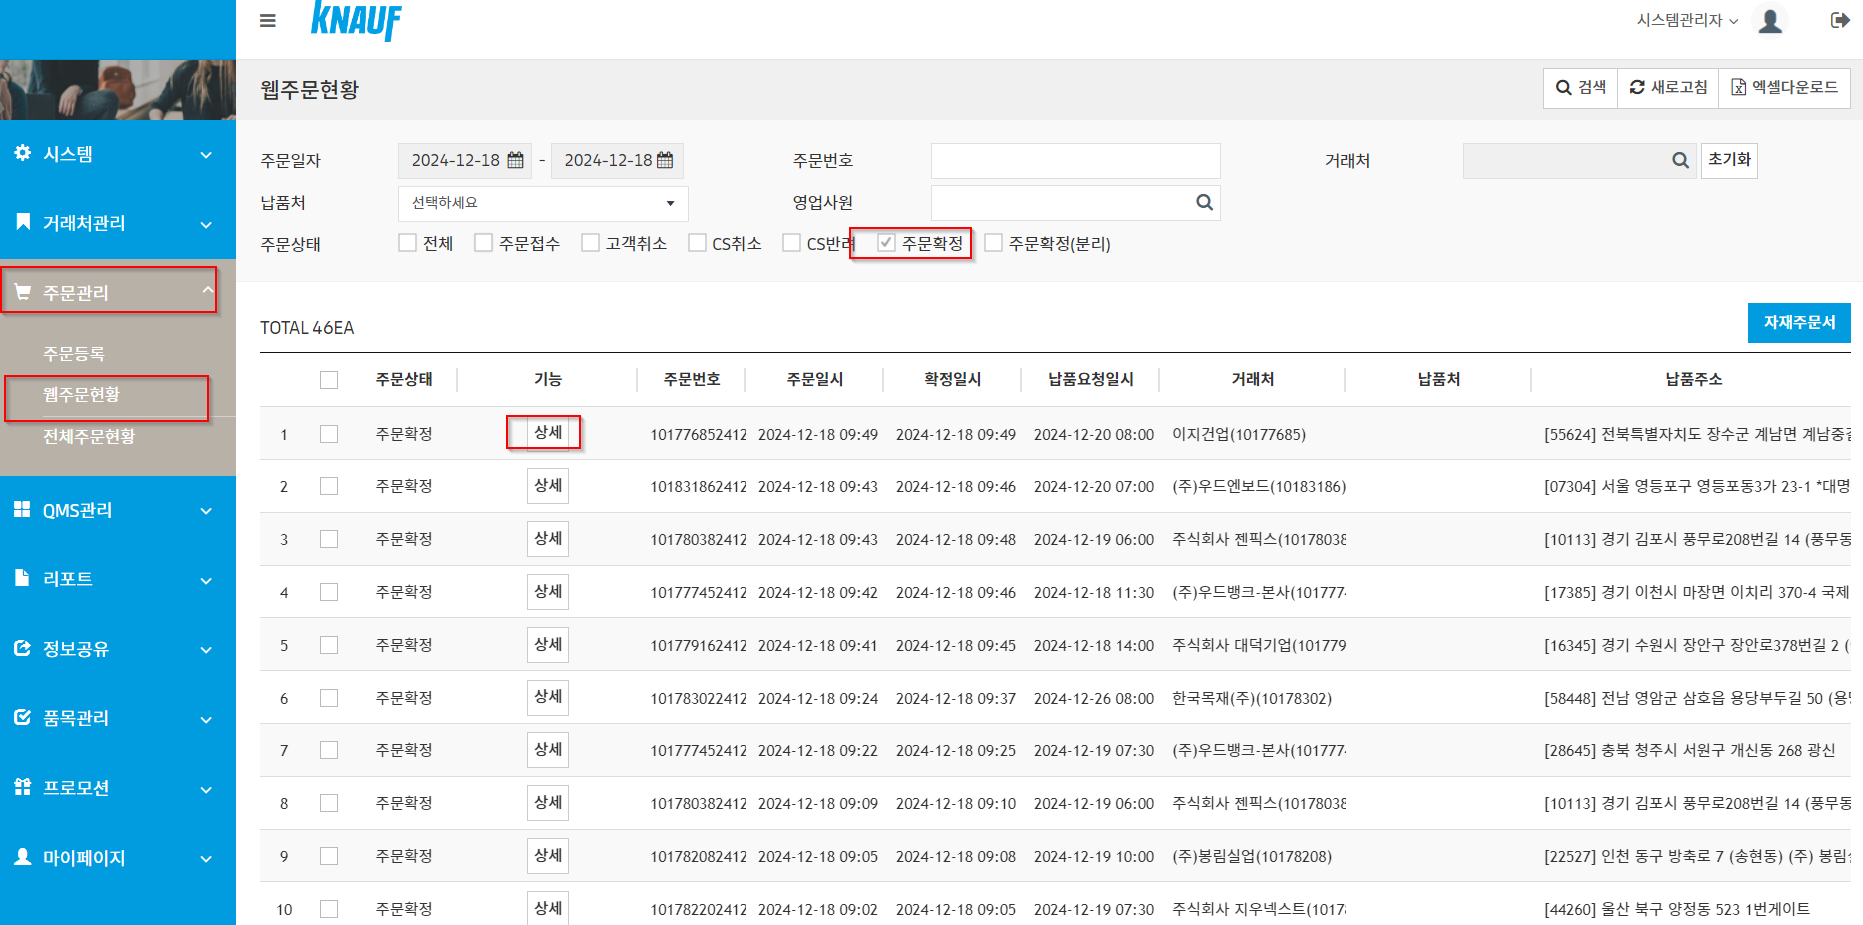 KNAUF
시스템관리자
시스템
거래처관리
주문관리
주문등록
웹주문현황
전체주문현황
QMS관리
리포트
정보공유
품목관리
프로모션
마이페이지
웹주문현황
검색 새로고침 엑셀다운로드
주문일자 2024-12-18 - 2024-12-18 주문번호 거래처 초기화
납품처 선택하세요 영업사원
주문상태 전체 주문접수 고객취소 CS취소 CS반려 주문확정 주문확정(분리)
TOTAL 46EA 자재주문서
주문상태 기능 주문번호 주문일시 확정일시 납품요청일시 거래처 납품처 납품주소
1 주문확정 상세 101776852412 2024-12-18 09:49 2024-12-18 09:49 2024-12-20 08:00 이지건업(10177685) [55624] 전북특별자치도 장수군 계남면 계남중
2 주문확정 상세 101831862412 2024-12-18 09:43 2024-12-18 09:46 2024-12-20 07:00 (주)우드엔보드(10183186) [07304] 서울 영등포구 영등포동3가 23-1 *대명
3 주문확정 상세 101780382412 2024-12-18 09:43 2024-12-18 09:48 2024-12-19 06:00 주식회사 젠픽스(10178038 [10113] 경기 김포시 풍무로208번길 14 (풍무동
4 주문확정 상세 101777452412 2024-12-18 09:42 2024-12-18 09:46 2024-12-18 11:30 (주)우드뱅크-본사(101777 [17385] 경기 이천시 마장면 이치리 370-4 국제
5 주문확정 상세 101779162412 2024-12-18 09:41 2024-12-18 09:45 2024-12-18 14:00 주식회사 대덕기업(101779 [16345] 경기 수원시 장안구 장안로378번길 2 (
6 주문확정 상세 101783022412 2024-12-18 09:24 2024-12-18 09:37 2024-12-26 08:00 한국목재(주)(10178302) [58448] 전남 영암군 삼호읍 용당부두길 50 (용
7 주문확정 상세 101777452412 2024-12-18 09:22 2024-12-18 09:25 2024-12-19 07:30 (주)우드뱅크-본사(101777 [28645] 충북 청주시 서원구 개신동 268 광신
8 주문확정 상세 101780382412 2024-12-18 09:09 2024-12-18 09:10 2024-12-19 06:00 주식회사 젠픽스(10178038 [10113] 경기 김포시 풍무로208번길 14 (풍무동
9 주문확정 상세 101782082412 2024-12-18 09:05 2024-12-18 09:08 2024-12-19 10:00 (주)봉림실업(10178208) [22527] 인천 동구 방축로 7 (송현동) (주) 봉림
10 주문확정 상세 101782202412 2024-12-18 09:02 2024-12-18 09:05 2024-12-19 07:30 주식회사 지우넥스트(1017 [44260] 울산 북구 양정동 523 1번게이트